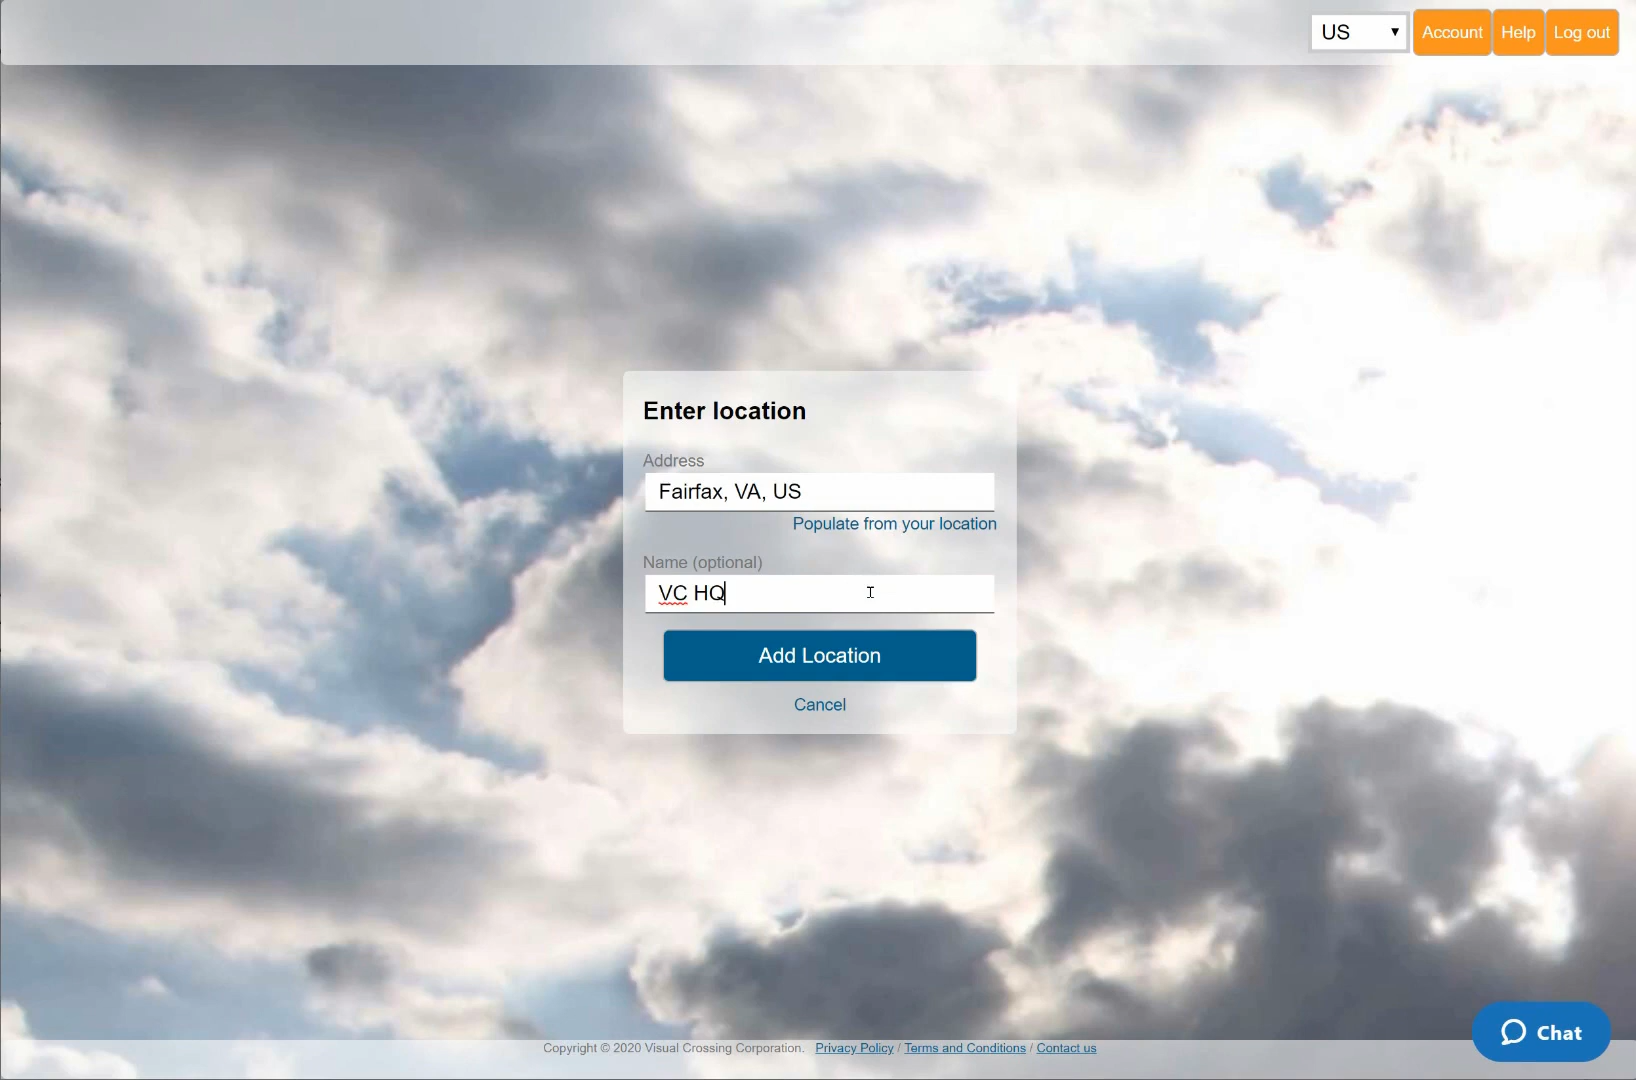 US
Account
Help
Log out
Enter location
Address
Fairfax, VA, US
Populate from your location
Name (optional)
VC HQ
Add Location
Cancel
Copyright © 2020 Visual Crossing Corporation. Privacy Policy / Terms and Conditions / Contact us
Chat